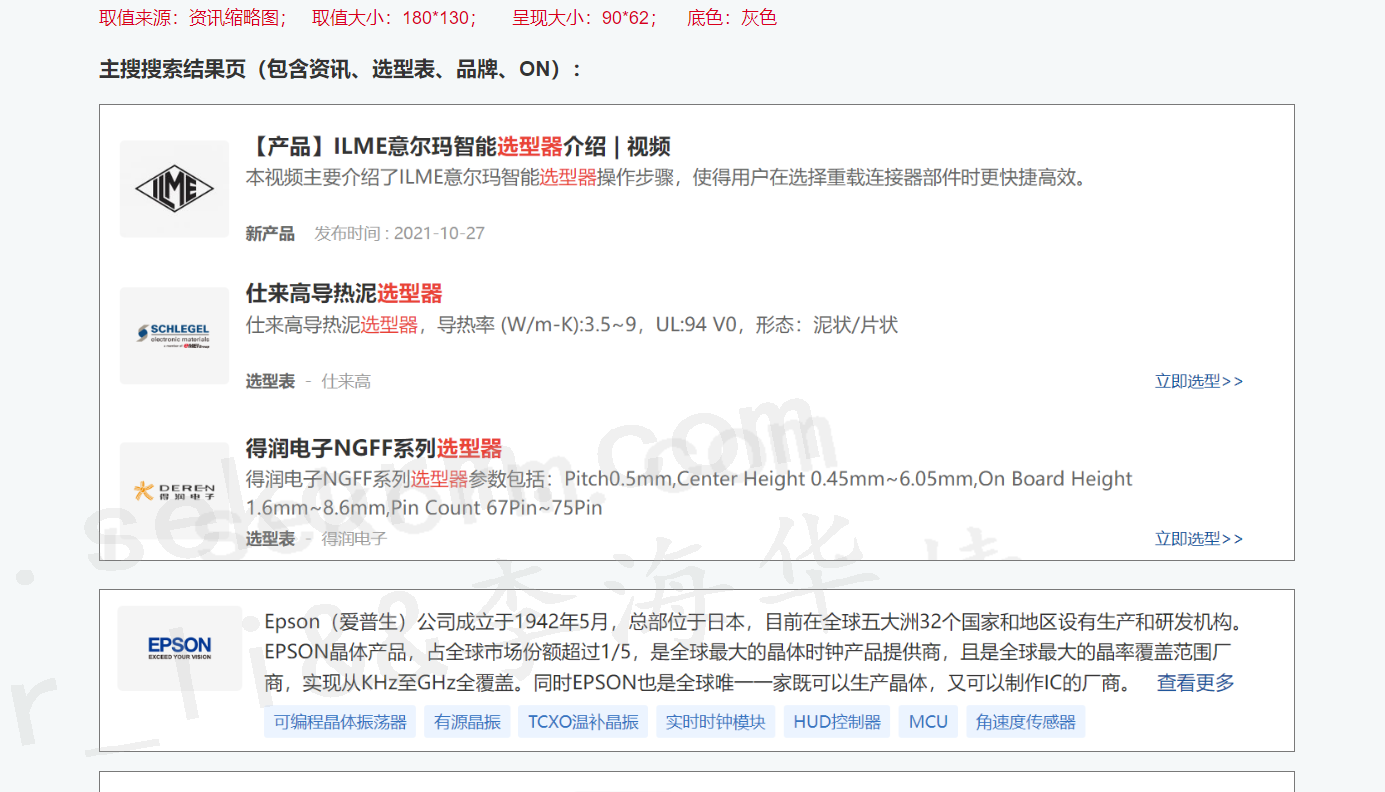 取值来源：资讯缩略图； 取值大小：180*130； 呈现大小：90*62； 底色：灰色
主搜搜索结果页（包含资讯、选型表、品牌、ON）：
ILME
【产品】ILME意尔玛智能选型器介绍 | 视频
本视频主要介绍了ILME意尔玛智能选型器操作步骤，使得用户在选择重载连接器部件时更快捷高效。
新产品 发布时间 : 2021-10-27
仕来高导热泥选型器
SCHLEGEL
electronic materials
仕来高导热泥选型器，导热率 (W/m-K):3.5~9，UL:94 V0，形态：泥状/片状
选型表 - 仕来高
立即选型>>
得润电子NGFF系列选型器
DEREN
得润电子
得润电子NGFF系列选型器参数包括：Pitch0.5mm,Center Height 0.45mm~6.05mm,On Board Height
1.6mm~8.6mm,Pin Count 67Pin~75Pin
选型表 - 得润电子
立即选型>>
EPSON
EXCEED YOUR VISION
Epson（爱普生）公司成立于1942年5月，总部位于日本，目前在全球五大洲32个国家和地区设有生产和研发机构。
EPSON晶体产品，占全球市场份额超过1/5，是全球最大的晶体时钟产品提供商，且是全球最大的晶率覆盖范围厂
商，实现从KHz至GHz全覆盖。同时EPSON也是全球唯一一家既可以生产晶体，又可以制作IC的厂商。 查看更多
可编程晶体振荡器 有源晶振 TCXO温补晶振 实时时钟模块 HUD控制器 MCU 角速度传感器